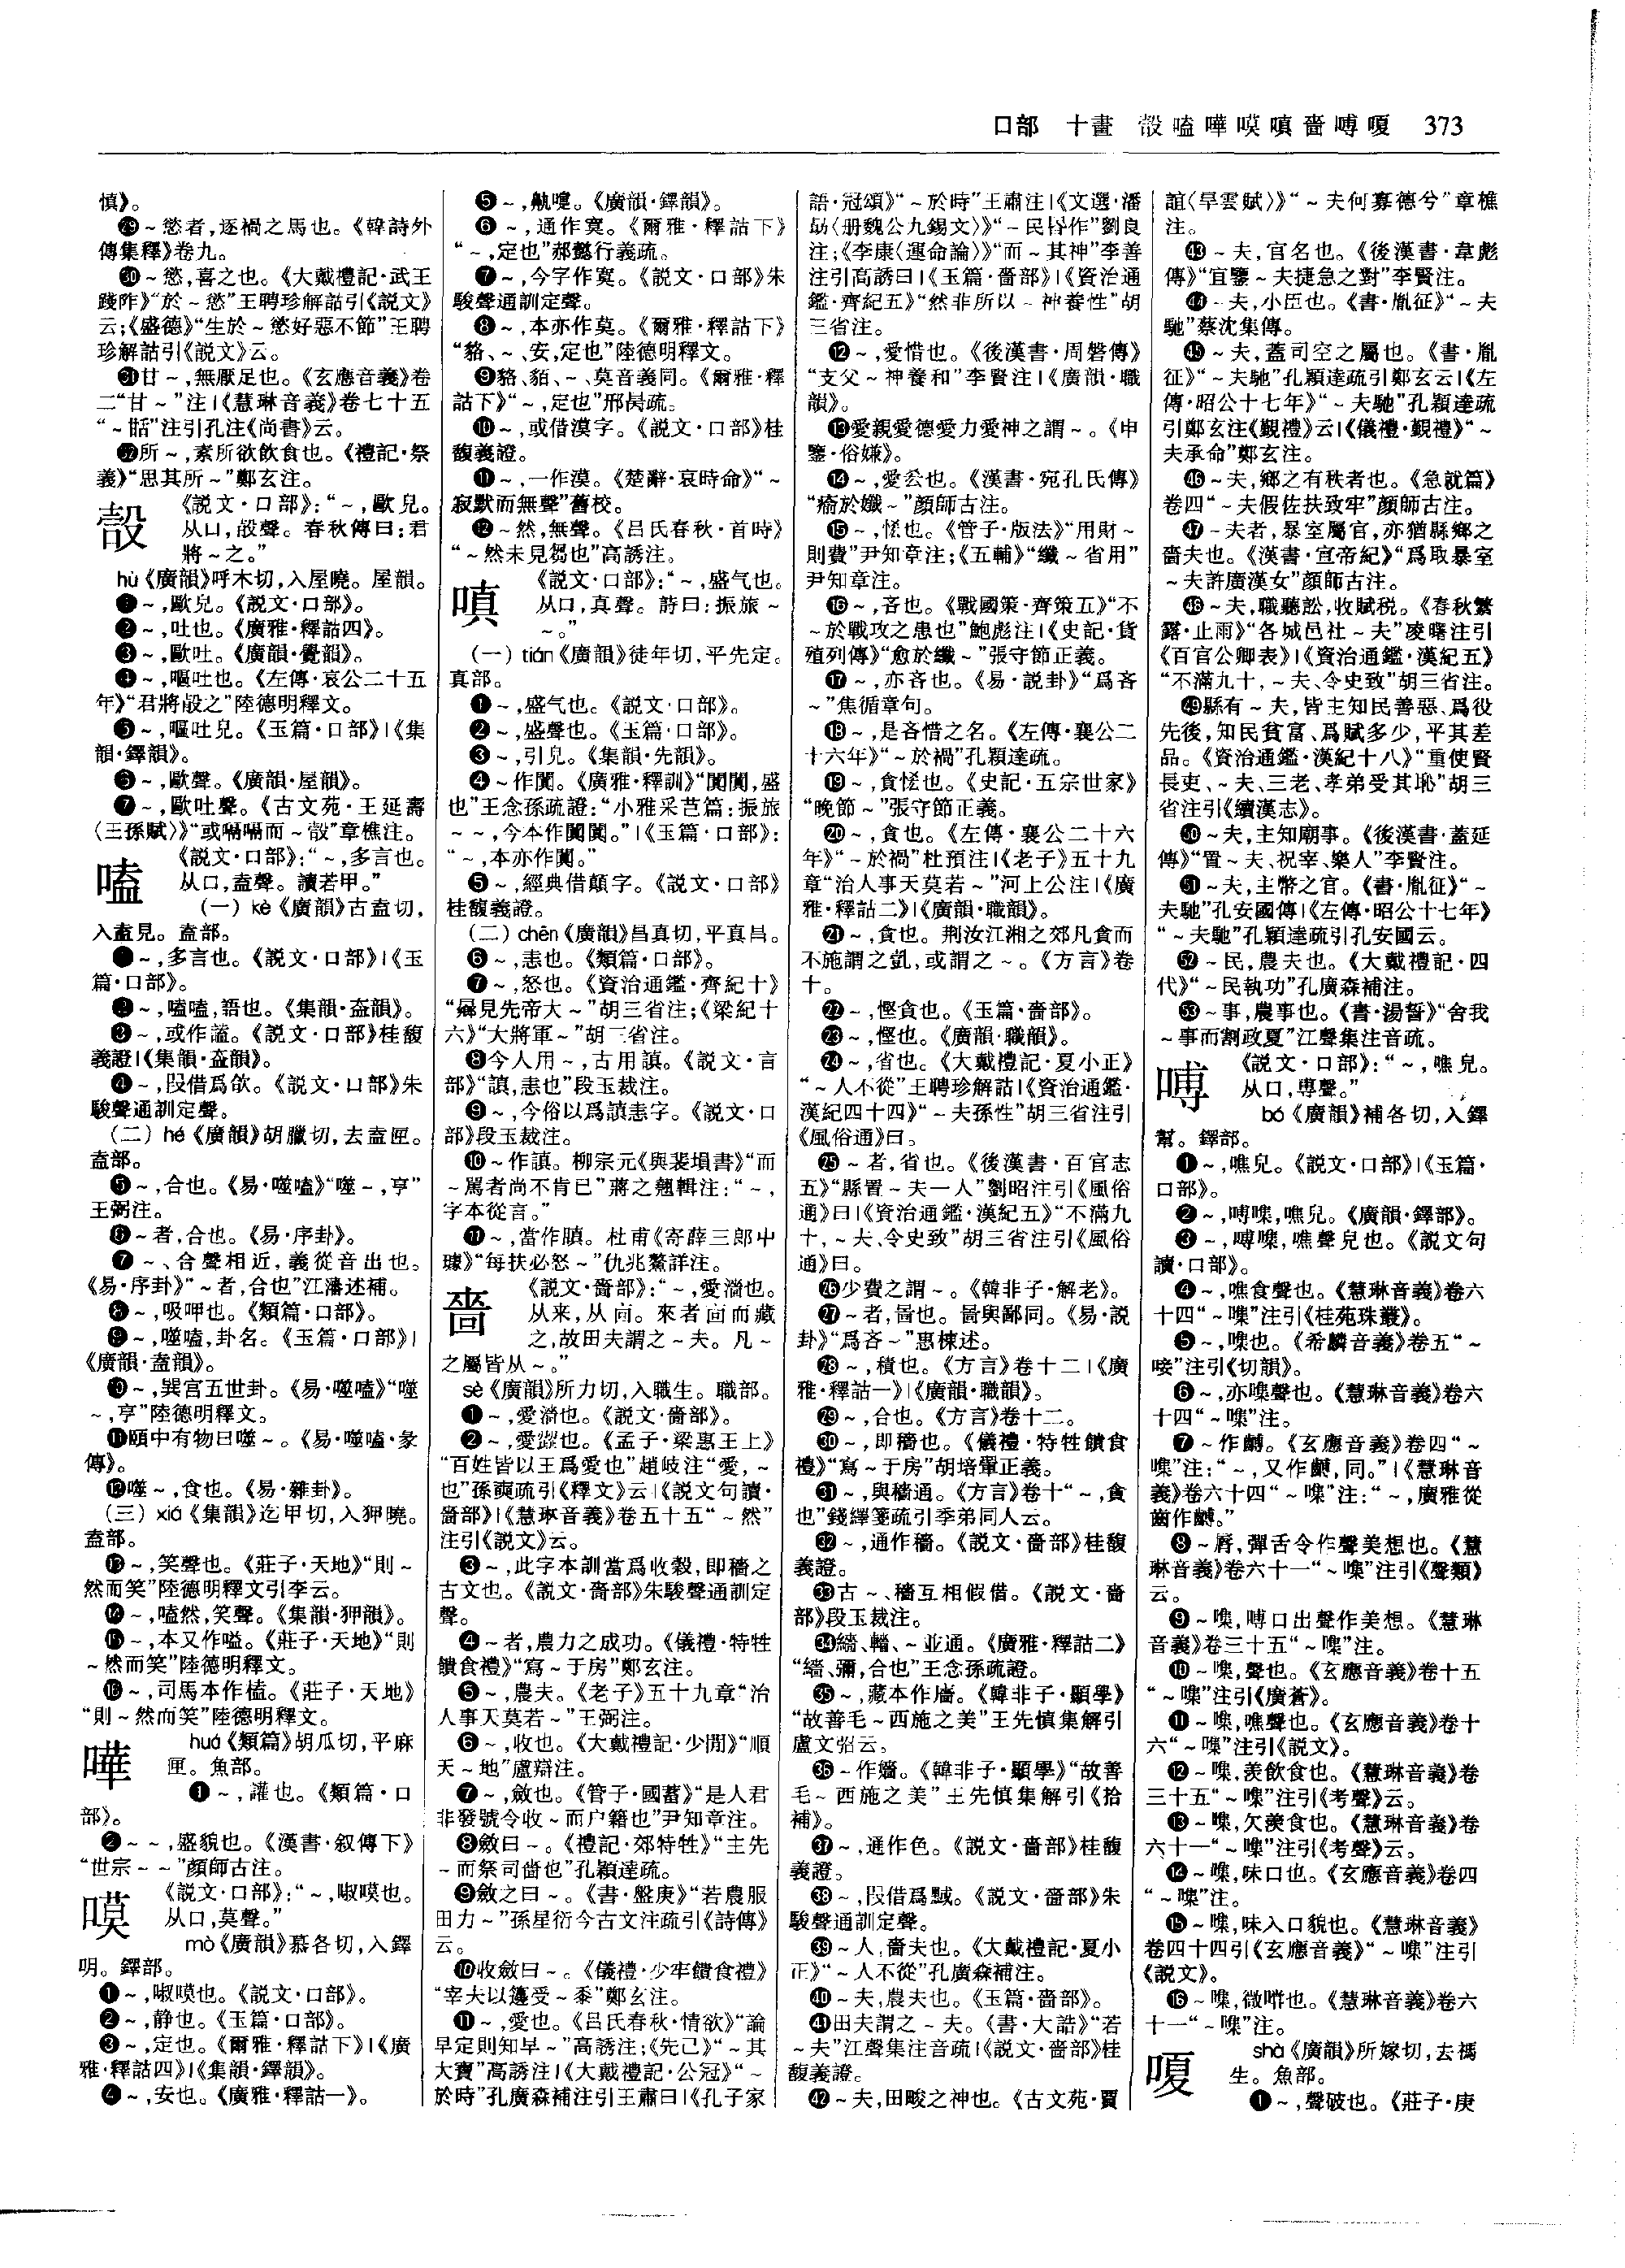 口部　十畫　㱿嗑嘩嗼嗔嗇嘙嗄　373
慎》。
㉙～慾者,逐禍之馬也。《韓詩外
傳集釋》卷九。
㉚～慾,喜之也。《大戴禮記·武王
踐阼》“於～慾”王聘珍解詁引《説文》
云;《盛德》“生於～慾好惡不節”王聘
珍解詁引《説文》云。
㉛甘～,無厭足也。《玄應音義》卷
二“甘～”注|《慧琳音義》卷七十五
“～甛”注引孔注《尚書》云。
㉜所～,素所欲飲食也。《禮記·祭
義》“思其所～”鄭玄注。
《説文·口部》:“～,歐皃。
从口,㱿聲。春秋傳曰:君
將～之。”
hù《廣韻》呼木切,入屋曉。屋韻。
❶～,歐皃。《説文·口部》。
❷～,吐也。《廣雅·釋詁四》。
❸～,歐吐。《廣韻·覺韻》。
❹～,嘔吐也。《左傳·哀公二十五
年》“君將㱿之”陸德明釋文。
❺～,嘔吐皃。《玉篇·口部》|《集
韻·鐸韻》。
❻～,歐聲。《廣韻·屋韻》。
❼～,歐吐聲。《古文苑·王延壽
〈王孫賦〉》“或嗝嗝而～㱿”章樵注。
嗑
《説文·口部》:“～,多言也。
从口,盍聲。讀若甲。”
(一) kè《廣韻》古盍切,
入盍見。盍部。
❶～,多言也。《説文·口部》|《玉
篇·口部》。
❷～,嗑嗑,語也。《集韻·盇韻》。
❸～,或作譫。《説文·口部》桂馥
義證|《集韻·盇韻》。
❹～,叚借爲欱。《説文·口部》朱
駿聲通訓定聲。
(二) hé《廣韻》胡臘切,去盍匣。
盍部。
❺～,合也。《易·噬嗑》“噬～,亨”
王弼注。
❻～者,合也。《易·序卦》。
❼～、合聲相近,義從音出也。
《易·序卦》“～者,合也”江藩述補。
❽～,吸呷也。《類篇·口部》。
❾～,噬嗑,卦名。《玉篇·口部》|
《廣韻·盍韻》。
❿～,巽宫五世卦。《易·噬嗑》“噬
～,亨”陸德明釋文。
⓫頤中有物曰噬～。《易·噬嗑·彖
傳》。
⓬噬～,食也。《易·雜卦》。
(三) xiá《集韻》迄甲切,入狎曉。
盍部。
⓭～,笑聲也。《莊子·天地》“則～
然而笑”陸德明釋文引李云。
⓮～,嗑然,笑聲。《集韻·狎韻》。
⓯～,本又作嗌。《莊子·天地》“則
～然而笑”陸德明釋文。
⓰～,司馬本作榼。《莊子·天地》
“則～然而笑”陸德明釋文。
嘩
huá《類篇》胡瓜切,平麻
匣。魚部。
❶～,讙也。《類篇·口
部》。
❷～～,盛貌也。《漢書·叙傳下》
“世宗～～”顔師古注。
嗼
《説文·口部》:“～,㖡嗼也。
从口,莫聲。”
mò《廣韻》慕各切,入鐸
明。鐸部。
❶～,㖡嗼也。《説文·口部》。
❷～,静也。《玉篇·口部》。
❸～,定也。《爾雅·釋詁下》|《廣
雅·釋詁四》|《集韻·鐸韻》。
❹～,安也。《廣雅·釋詁一》。
❺～,㱇嘊。《廣韻·鐸韻》。
❻～,通作寞。《爾雅·釋詁下》
“～,定也”郝懿行義疏。
❼～,今字作寞。《説文·口部》朱
駿聲通訓定聲。
❽～,本亦作莫。《爾雅·釋詁下》
“貉、～、安,定也”陸德明釋文。
❾貉、貊、～、莫音義同。《爾雅·釋
詁下》“～,定也”邢昺疏。
❿～,或借漠字。《説文·口部》桂
馥義證。
⓫～,一作漠。《楚辭·哀時命》“～
寂默而無聲”舊校。
⓬～然,無聲。《吕氏春秋·首時》
“～然未見芻也”高誘注。
嗔
《説文·口部》:“～,盛气也。
从口,真聲。詩曰:振旅～
～。”
(一) tián《廣韻》徒年切,平先定。
真部。
❶～,盛气也。《説文·口部》。
❷～,盛聲也。《玉篇·口部》。
❸～,引皃。《集韻·先韻》。
❹～作闐。《廣雅·釋訓》“闐闐,盛
也”王念孫疏證:“小雅采芑篇:振旅
～～,今本作闐闐。”|《玉篇·口部》:
“～,本亦作闐。”
❺～,經典借顛字。《説文·口部》
桂馥義證。
(二) chēn《廣韻》昌真切,平真昌。
❻～,恚也。《類篇·口部》。
❼～,怒也。《資治通鑑·齊紀十》
“屢見先帝大～”胡三省注;《梁紀十
六》“大將軍～”胡三省注。
❽今人用～,古用謓。《説文·言
部》“謓,恚也”段玉裁注。
❾～,今俗以爲謓恚字。《説文·口
部》段玉裁注。
❿～作謓。柳宗元《與裴塤書》“而
～駡者尚不肯已”蔣之翹輯注:“～,
字本從言。”
⓫～,當作瞋。杜甫《寄薛三郎中
璩》“每扶必怒～”仇兆鰲詳注。
嗇
《説文·嗇部》:“～,愛濇也。
从来,从㐭。來者㐭而藏
之,故田夫謂之～夫。凡～
之屬皆从～。”
sè《廣韻》所力切,入職生。職部。
❶～,愛濇也。《説文·嗇部》。
❷～,愛澀也。《孟子·梁惠王上》
“百姓皆以王爲愛也”趙岐注“愛,～
也”孫奭疏引《釋文》云|《説文句讀·
嗇部》|《慧琳音義》卷五十五“～然”
注引《説文》云。
❸～,此字本訓當爲收穀,即穡之
古文也。《説文·嗇部》朱駿聲通訓定
聲。
❹～者,農力之成功。《儀禮·特牲
饋食禮》“寫～于房”鄭玄注。
❺～,農夫。《老子》五十九章“治
人事天莫若～”王弼注。
❻～,收也。《大戴禮記·少閒》“順
天～地”盧辯注。
❼～,斂也。《管子·國蓄》“是人君
非發號令收～而户籍也”尹知章注。
❽斂曰～。《禮記·郊特牲》“主先
～而祭司嗇也”孔穎達疏。
❾斂之曰～。《書·盤庚》“若農服
田力～”孫星衍今古文注疏引《詩傳》
云。
❿收斂曰～。《儀禮·少牢饋食禮》
“宰夫以籩受～黍”鄭玄注。
⓫～,愛也。《吕氏春秋·情欲》“論
早定則知早～”高誘注;《先己》“～其
大寶”高誘注|《大戴禮記·公冠》“～
於時”孔廣森補注引王肅曰|《孔子家
語·冠頌》“～於時”王肅注|《文選·潘
勗〈册魏公九錫文〉》“～民昏作”劉良
注;《李康〈運命論〉》“而～其神”李善
注引高誘曰|《玉篇·嗇部》|《資治通
鑑·齊紀五》“然非所以～神養性”胡
三省注。
⓬～,愛惜也。《後漢書·周磐傳》
“支父～神養和”李賢注|《廣韻·職
韻》。
⓭愛親愛德愛力愛神之謂～。《申
鑒·俗嫌》。
⓮～,愛㳒也。《漢書·宛孔氏傳》
“瘉於孅～”顔師古注。
⓯～,恡也。《管子·版法》“用財～
則費”尹知章注;《五輔》“纖～省用”
尹知章注。
⓰～,吝也。《戰國策·齊策五》“不
～於戰攻之患也”鮑彪注|《史記·貨
殖列傳》“愈於纖～”張守節正義。
⓱～,亦吝也。《易·説卦》“爲吝
～”焦循章句。
⓲～,是吝惜之名。《左傳·襄公二
十六年》“～於禍”孔穎達疏。
⓳～,貪恡也。《史記·五宗世家》
“晚節～”張守節正義。
⓴～,貪也。《左傳·襄公二十六
年》“～於禍”杜預注|《老子》五十九
章“治人事天莫若～”河上公注|《廣
雅·釋詁二》|《廣韻·職韻》。
㉑～,貪也。荆汝江湘之郊凡貪而
不施謂之亄,或謂之～。《方言》卷
十。
㉒～,慳貪也。《玉篇·嗇部》。
㉓～,慳也。《廣韻·職韻》。
㉔～,省也。《大戴禮記·夏小正》
“～人不從”王聘珍解詁|《資治通鑑·
漢紀四十四》“～夫孫性”胡三省注引
《風俗通》曰。
㉕～者,省也。《後漢書·百官志
五》“縣置～夫一人”劉昭注引《風俗
通》曰|《資治通鑑·漢紀五》“不滿九
十,～夫、令史致”胡三省注引《風俗
通》曰。
㉖少費之謂～。《韓非子·解老》。
㉗～者,啚也。啚與鄙同。《易·説
卦》“爲吝～”惠棟述。
㉘～,積也。《方言》卷十二|《廣
雅·釋詁一》|《廣韻·職韻》。
㉙～,合也。《方言》卷十二。
㉚～,即穡也。《儀禮·特牲饋食
禮》“寫～于房”胡培翬正義。
㉛～,與穡通。《方言》卷十“～,貪
也”錢繹箋疏引季弟同人云。
㉜～,通作穡。《説文·嗇部》桂馥
義證。
㉝古～、穡互相假借。《説文·嗇
部》段玉裁注。
㉞繬、轖、～並通。《廣雅·釋詁二》
“繬、彌,合也”王念孫疏證。
㉟～,藏本作廧。《韓非子·顯學》
“故善毛～西施之美”王先慎集解引
盧文弨云。
㊱～作嬙。《韓非子·顯學》“故善
毛～西施之美”王先慎集解引《拾
補》。
㊲～,通作色。《説文·嗇部》桂馥
義證。
㊳～,叚借爲䵧。《説文·嗇部》朱
駿聲通訓定聲。
㊴～人,嗇夫也。《大戴禮記·夏小
正》“～人不從”孔廣森補注。
㊵～夫,農夫也。《玉篇·嗇部》。
㊶田夫謂之～夫。《書·大誥》“若
～夫”江聲集注音疏|《説文·嗇部》桂
馥義證。
㊷～夫,田畯之神也。《古文苑·賈
誼〈旱雲賦〉》“～夫何寡德兮”章樵
注。
㊸～夫,官名也。《後漢書·韋彪
傳》“宜鑒～夫捷急之對”李賢注。
㊹～夫,小臣也。《書·胤征》“～夫
馳”蔡沈集傳。
㊺～夫,蓋司空之屬也。《書·胤
征》“～夫馳”孔穎達疏引鄭玄云|《左
傳·昭公十七年》“～夫馳”孔穎達疏
引鄭玄注《覲禮》云|《儀禮·覲禮》“～
夫承命”鄭玄注。
㊻～夫,鄉之有秩者也。《急就篇》
卷四“～夫假佐扶致牢”顔師古注。
㊼～夫者,暴室屬官,亦猶縣鄉之
嗇夫也。《漢書·宣帝紀》“爲取暴室
～夫許廣漢女”顔師古注。
㊽～夫,職聽訟,收賦税。《春秋繁
露·止雨》“各城邑社～夫”凌曙注引
《百官公卿表》|《資治通鑑·漢紀五》
“不滿九十,～夫、令史致”胡三省注。
㊾縣有～夫,皆主知民善惡、爲役
先後,知民貧富、爲賦多少,平其差
品。《資治通鑑·漢紀十八》“重使賢
長吏、～夫、三老、孝弟受其恥”胡三
省注引《續漢志》。
㊿～夫,主知廟事。《後漢書·蓋延
傳》“置～夫、祝宰、樂人”李賢注。
51～夫,主幣之官。《書·胤征》“～
夫馳”孔安國傳|《左傳·昭公十七年》
“～夫馳”孔穎達疏引孔安國云。
52～民,農夫也。《大戴禮記·四
代》“～民執功”孔廣森補注。
53～事,農事也。《書·湯誓》“舍我
～事而割政夏”江聲集注音疏。
嚩
《説文·口部》:“～,噍皃。
从口,尃聲。”
bó《廣韻》補各切,入鐸
幫。鐸部。
❶～,噍皃。《説文·口部》|《玉篇·
口部》。
❷～,㗘㗱,噍皃。《廣韻·鐸部》。
❸～,㗘㗱,噍聲皃也。《説文句
讀·口部》。
❹～,噍食聲也。《慧琳音義》卷六
十四“～㗱”注引《桂苑珠叢》。
❺～,㗱也。《希麟音義》卷五“～
唼”注引《切韻》。
❻～,亦㗱聲也。《慧琳音義》卷六
十四“～㗱”注。
❼～作䪇。《玄應音義》卷四“～
㗱”注:“～,又作䪇,同。”|《慧琳音
義》卷六十四“～㗱”注:“～,廣雅從
齒作𪙍。”
❽～脣,彈舌令作聲美想也。《慧
琳音義》卷六十一“～㗱”注引《聲類》
云。
❾～㗱,㗘口出聲作美想。《慧琳
音義》卷三十五“～㗱”注。
❿～㗱,聲也。《玄應音義》卷十五
“～㗱”注引《廣蒼》。
⓫～㗱,噍聲也。《玄應音義》卷十
六“～㗱”注引《説文》。
⓬～㗱,羡飲食也。《慧琳音義》卷
三十五“～㗱”注引《考聲》云。
⓭～㗱,欠羨食也。《慧琳音義》卷
六十一“～㗱”注引《考聲》云。
⓮～㗱,味口也。《玄應音義》卷四
“～㗱”注。
⓯～㗱,味入口貌也。《慧琳音義》
卷四十四引《玄應音義》“～㗱”注引
《説文》。
⓰～㗱,微㖕也。《慧琳音義》卷六
十一“～㗱”注。
嗄
shà《廣韻》所嫁切,去禡
生。魚部。
❶～,聲破也。《莊子·庚